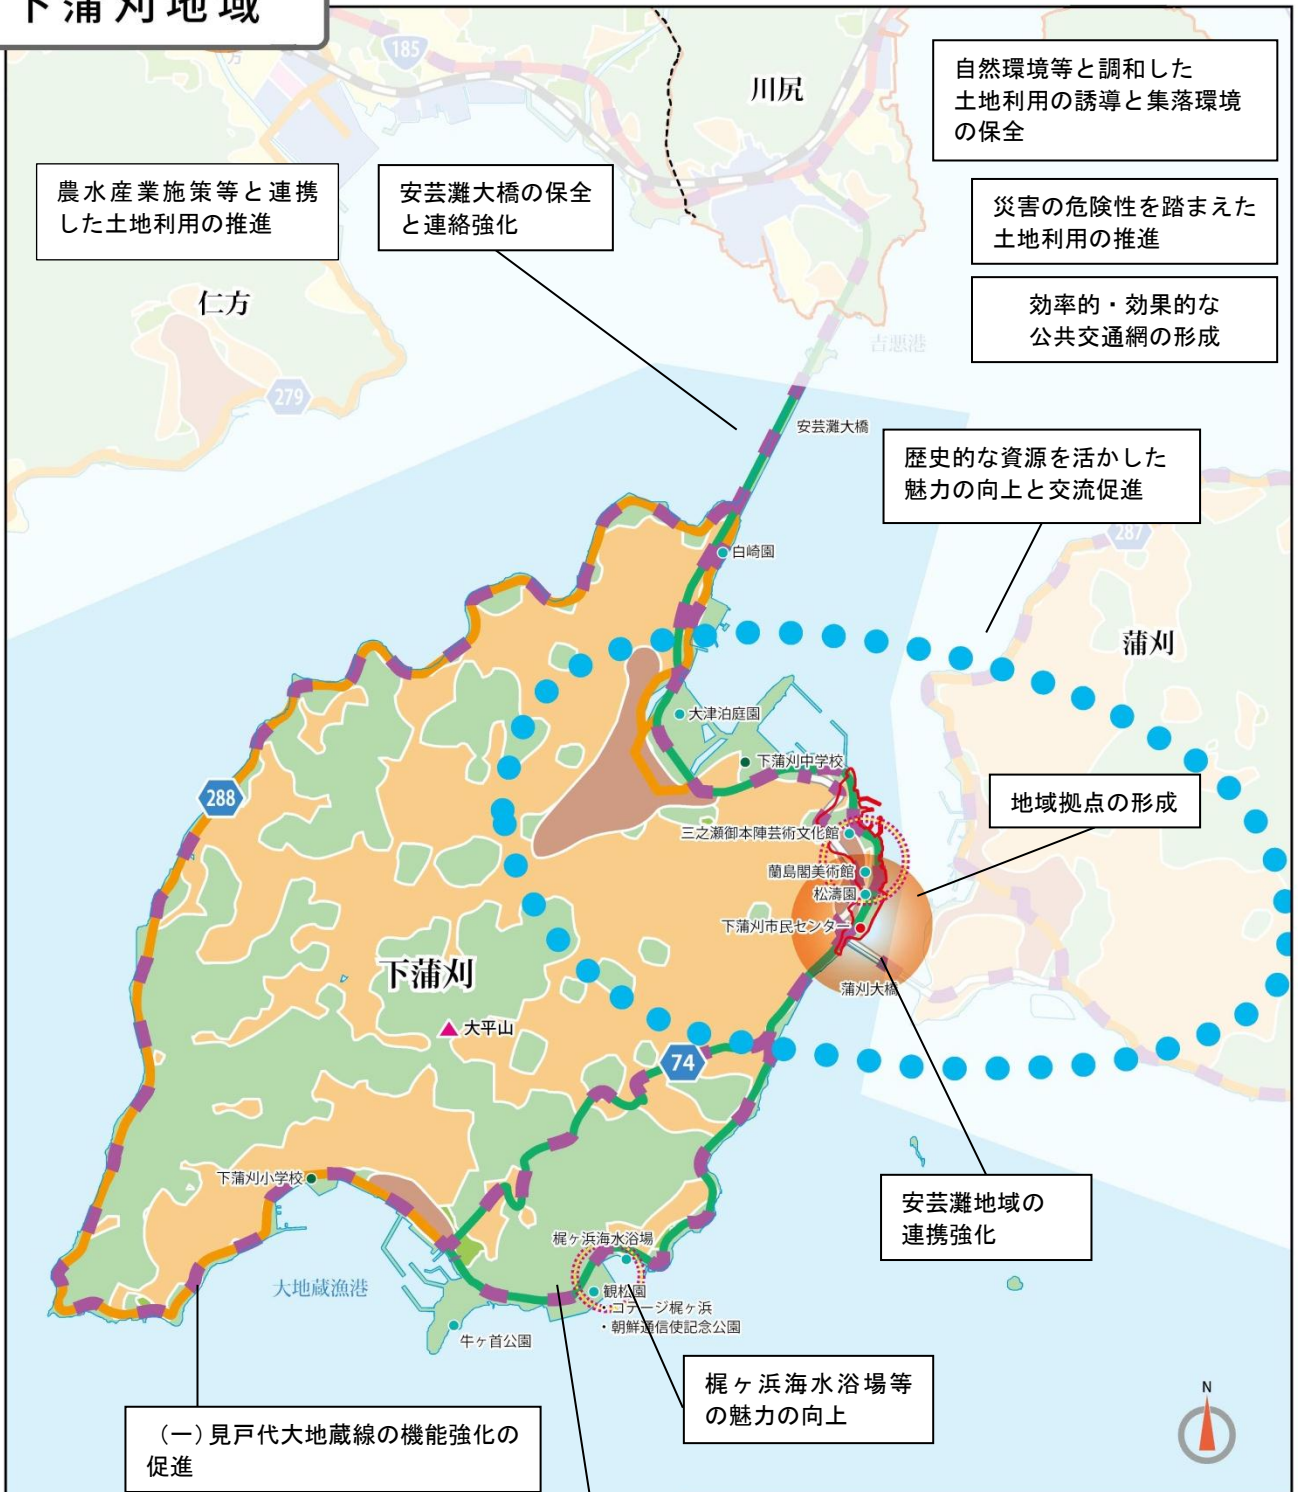 下蒲刈地域
185
川尻
自然環境等と調和した
土地利用の誘導と集落環境
の保全
農水産業施策等と連携
した土地利用の推進
安芸灘大橋の保全
と連絡強化
災害の危険性を踏まえた
土地利用の推進
仁方
効率的・効果的な
公共交通網の形成
吉悪港
279
安芸灘大橋
歴史的な資源を活かした
魅力の向上と交流促進
287
白崎園
蒲刈
大津泊庭園
下蒲刈中学校
288
地域拠点の形成
三之瀬御本陣芸術文化館
蘭島閣美術館
松濤園
下蒲刈市民センター
下蒲刈
蒲刈大橋
大平山
74
下蒲刈小学校
安芸灘地域の
連携強化
梶ヶ浜海水浴場
大地蔵漁港
観松園
・コテージ梶ヶ浜
・朝鮮通信使記念公園
牛ヶ首公園
梶ヶ浜海水浴場等
の魅力の向上
N
（一）見戸代大地蔵線の機能強化の
促進